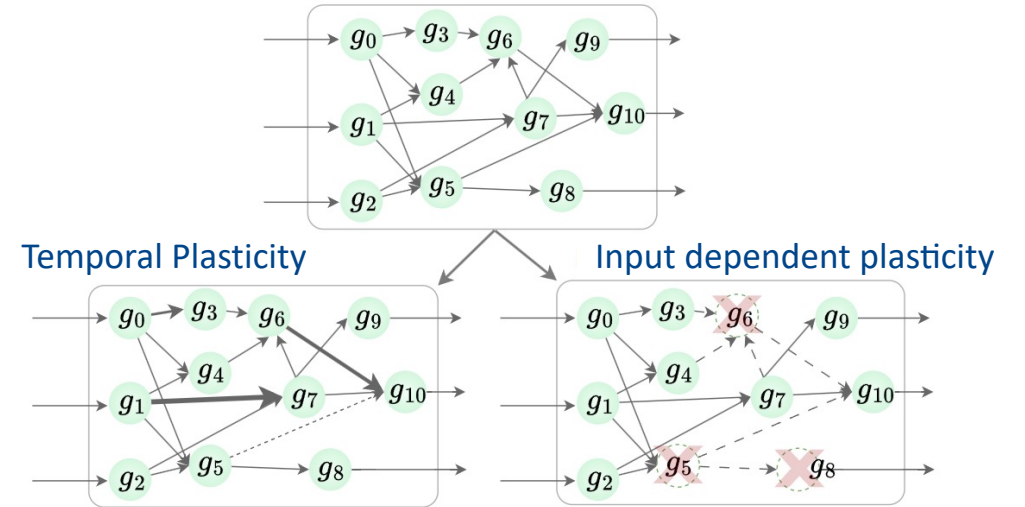 g0 g3 g6 g9
g4
g1 g7 g10
g2 g5 g8
Temporal Plasticity
Input dependent plasticity
g0 g3 g6 g9
g4
g1 g7 g10
g2 g5 g8
g0 g3 g6 g9
g4
g1 g7 g10
g2 g5 g8